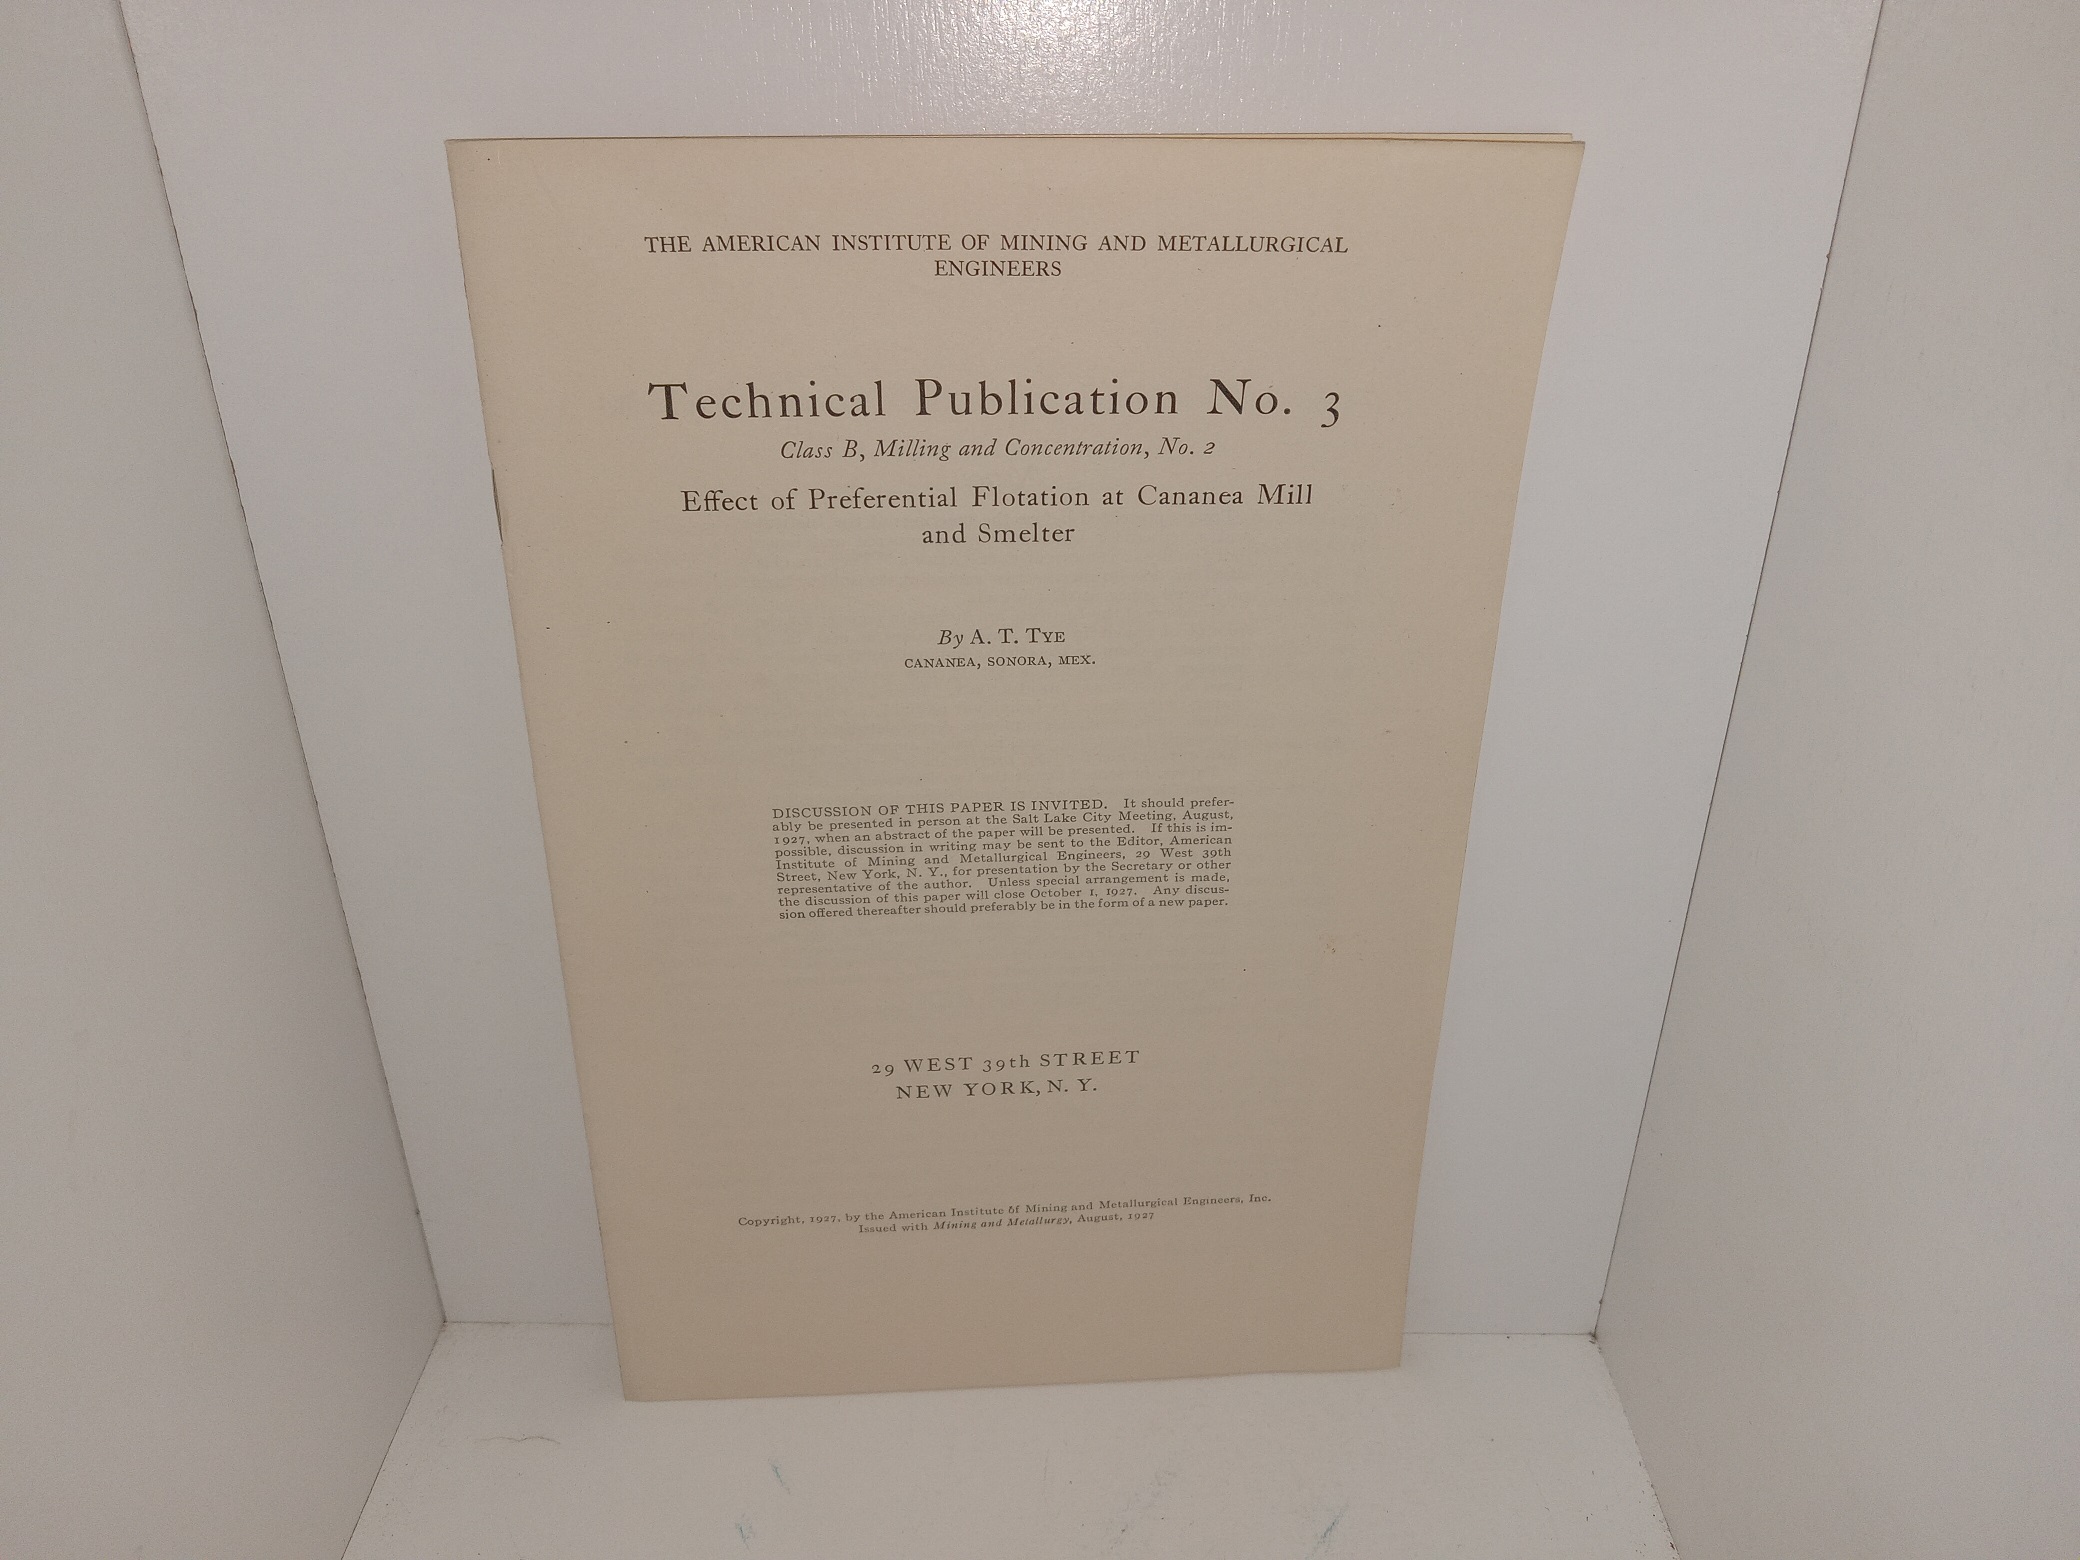 THE AMERICAN INSTITUTE OF MINING AND METALLURGICAL
ENGINEERS
Technical Publication No. 3
Class B, Milling and Concentration, No. 2
Effect of Preferential Flotation at Cananea Mill
and Smelter
By A. T. TYE
CANANEA, SONORA, MEX.
DISCUSSION OF THIS PAPER IS INVITED. It should prefer-
ably be presented in person at the Salt Lake City Meeting, August,
1927, when an abstract of the paper will be presented. If this is im-
possible, discussion in writing may be sent to the Editor, American
Institute of Mining and Metallurgical Engineers, 29 West 39th
Street, New York, N. Y., for presentation by the Secretary or other
representative of the author. Unless special arrangement is made,
the discussion of this paper will close October 1, 1927. Any discus-
sion offered thereafter should preferably be in the form of a new paper.
29 WEST 39th STREET
NEW YORK, N. Y.
Copyright, 1927, by the American Institute of Mining and Metallurgical Engineers, Inc.
Issued with Mining and Metallurgy, August, 1927